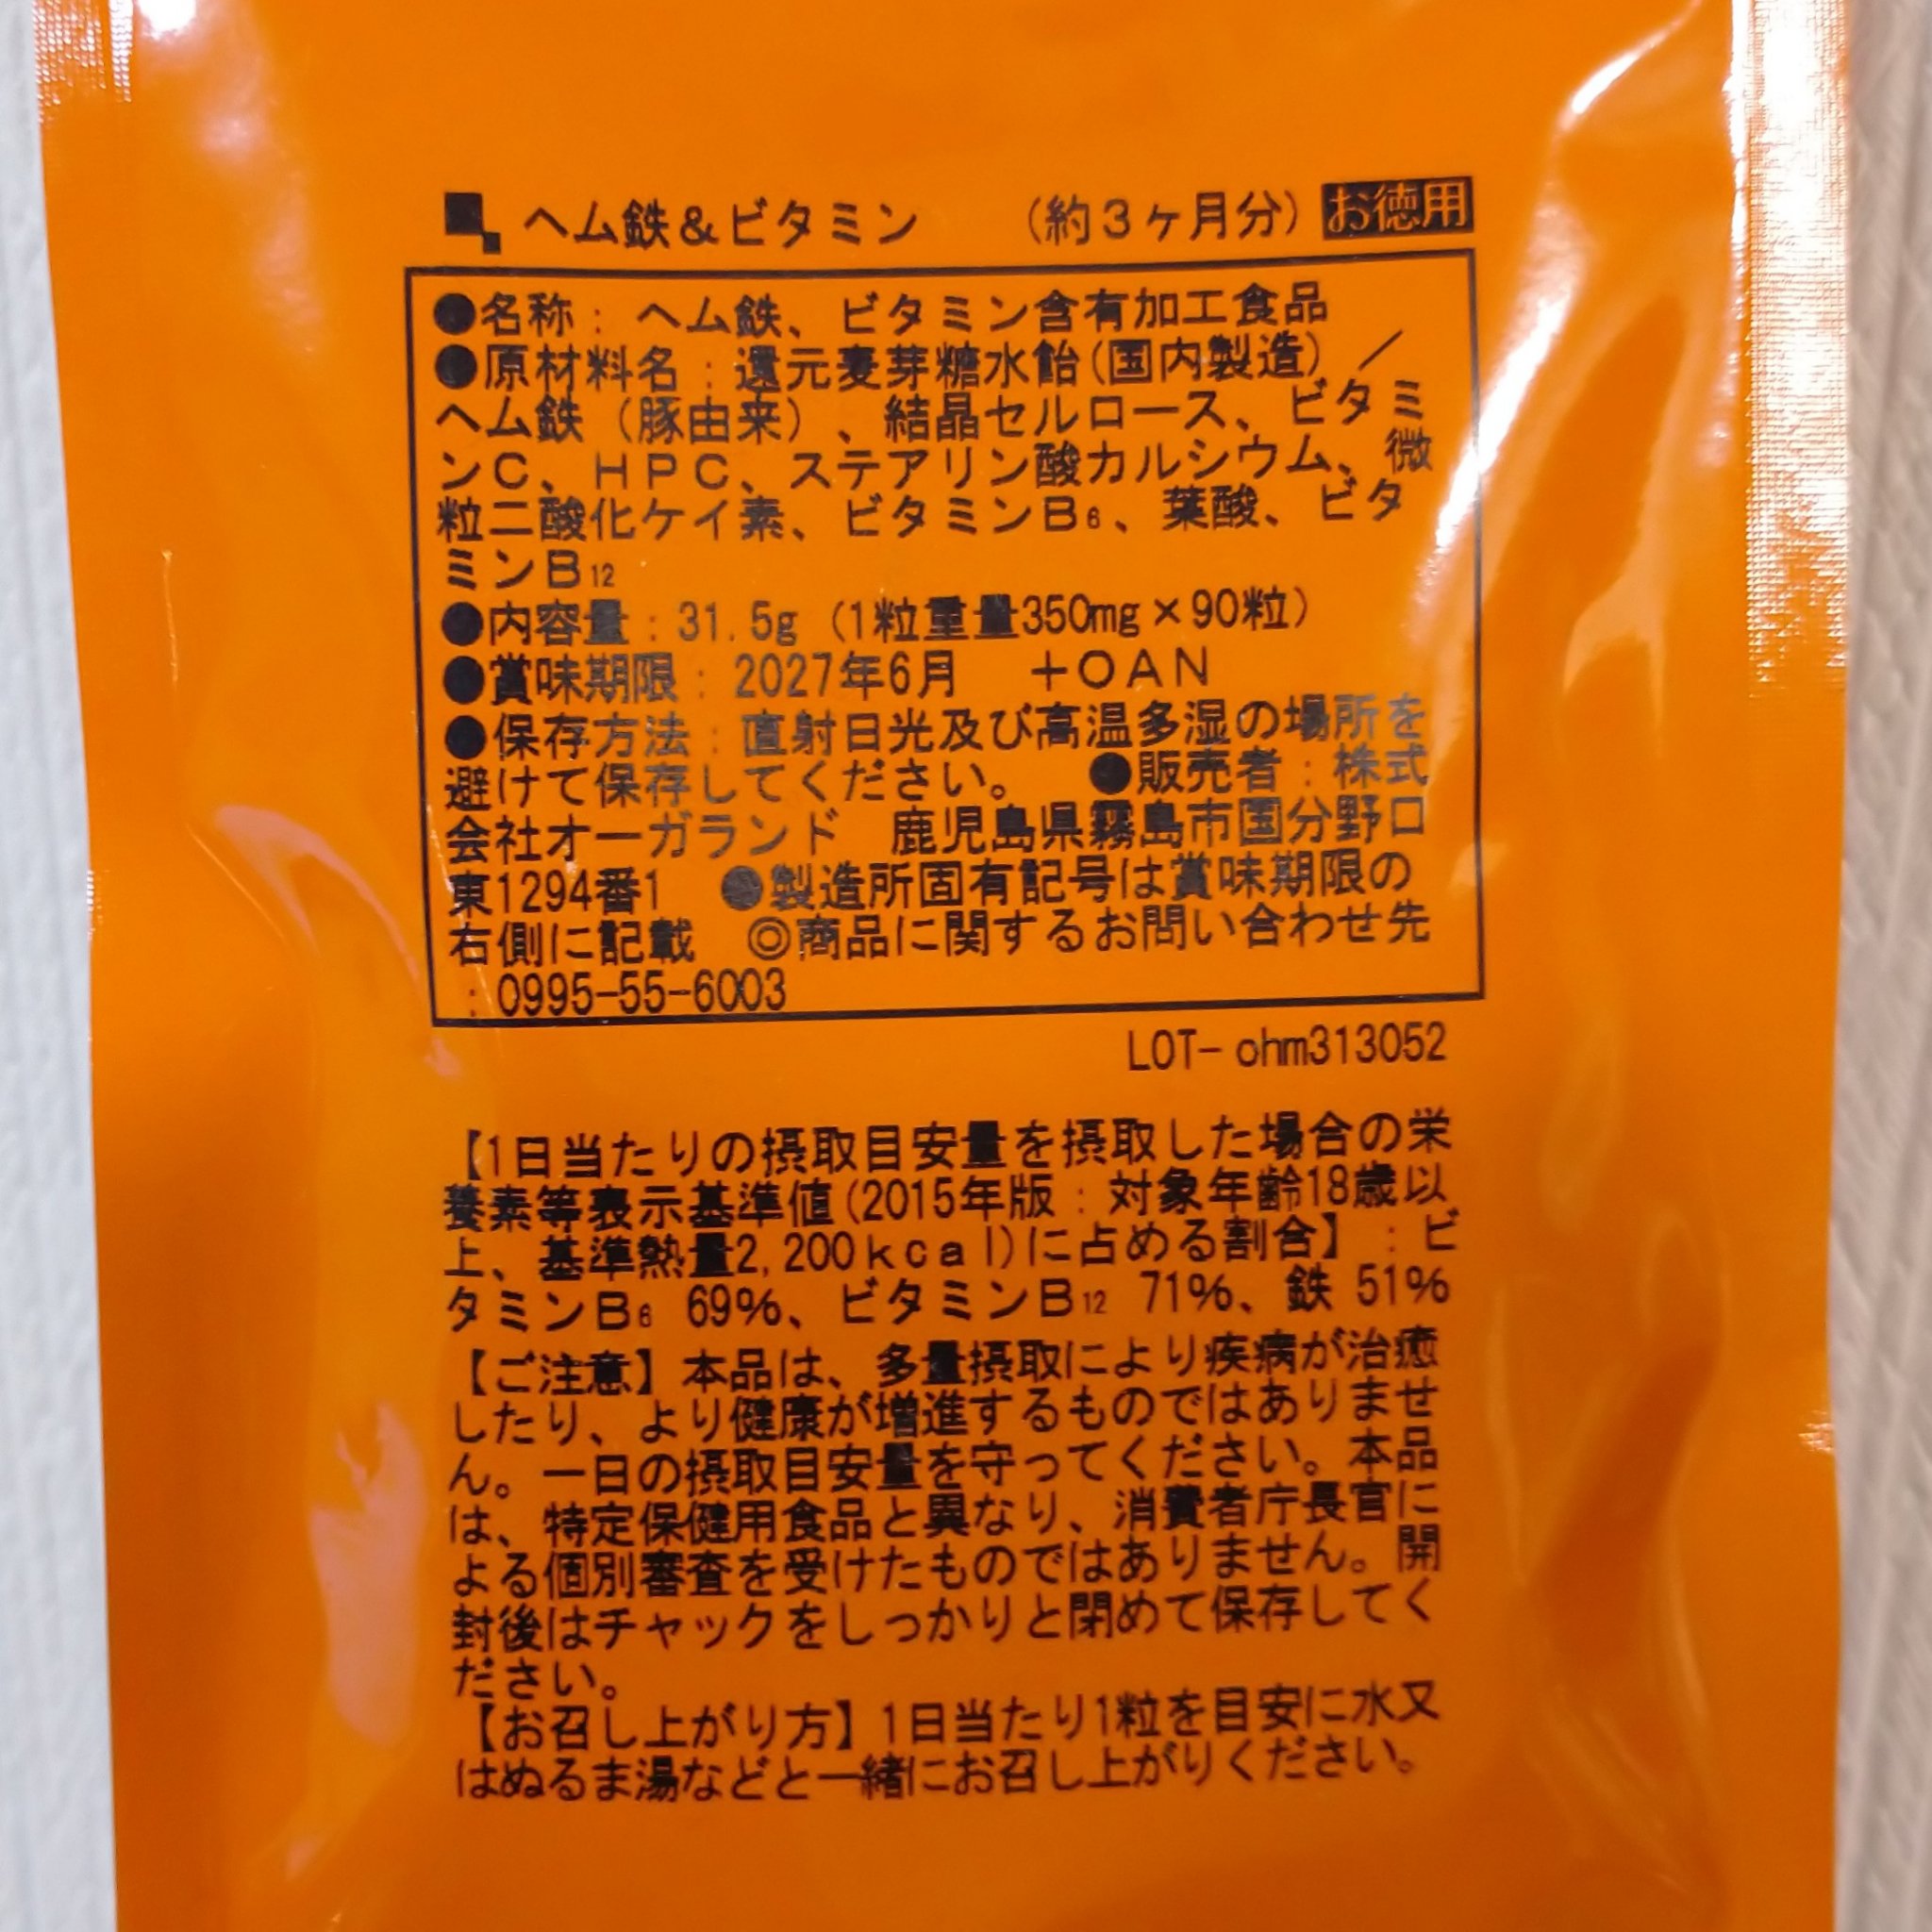 ヘム鉄&ビタミン (約3ヶ月分) お徳用
●名称: ヘム鉄、ビタミン含有加工食品
●原材料名:還元麦芽糖水飴(国内製造)/
ヘム鉄(豚由来)、結晶セルロース、ビタミ
ンC、HPC、ステアリン酸カルシウム、微
粒二酸化ケイ素、ビタミンB₆、葉酸、ビタ
ミンB₁₂
●内容量:31.5g(1粒重量350mg×90粒)
●賞味期限:2027年6月 +OAN
●保存方法:直射日光及び高温多湿の場所を
避けて保存してください。 ●販売者:株式
会社オーガランド 鹿児島県霧島市国分野口
東1294番1 ●製造所固有記号は賞味期限の
右側に記載 ◎商品に関するお問い合わせ先
:0995-55-6003
LOT-ohm313052
【1日当たりの摂取目安量を摂取した場合の栄
養素等表示基準値(2015年版:対象年齢18歳以
上、基準熱量2,200kcal)に占める割合】:ビ
タミンB₆ 69%、ビタミンB₁₂ 71%、鉄 51%
【ご注意】本品は、多量摂取により疾病が治癒
したり、より健康が増進するものではありませ
ん。一日の摂取目安量を守ってください。本品
は、特定保健用食品と異なり、消費者庁長官に
よる個別審査を受けたものではありません。開
封後はチャックをしっかりと閉めて保存してく
ださい。
【お召し上がり方】1日当たり1粒を目安に水又
はぬるま湯などと一緒にお召し上がりください。